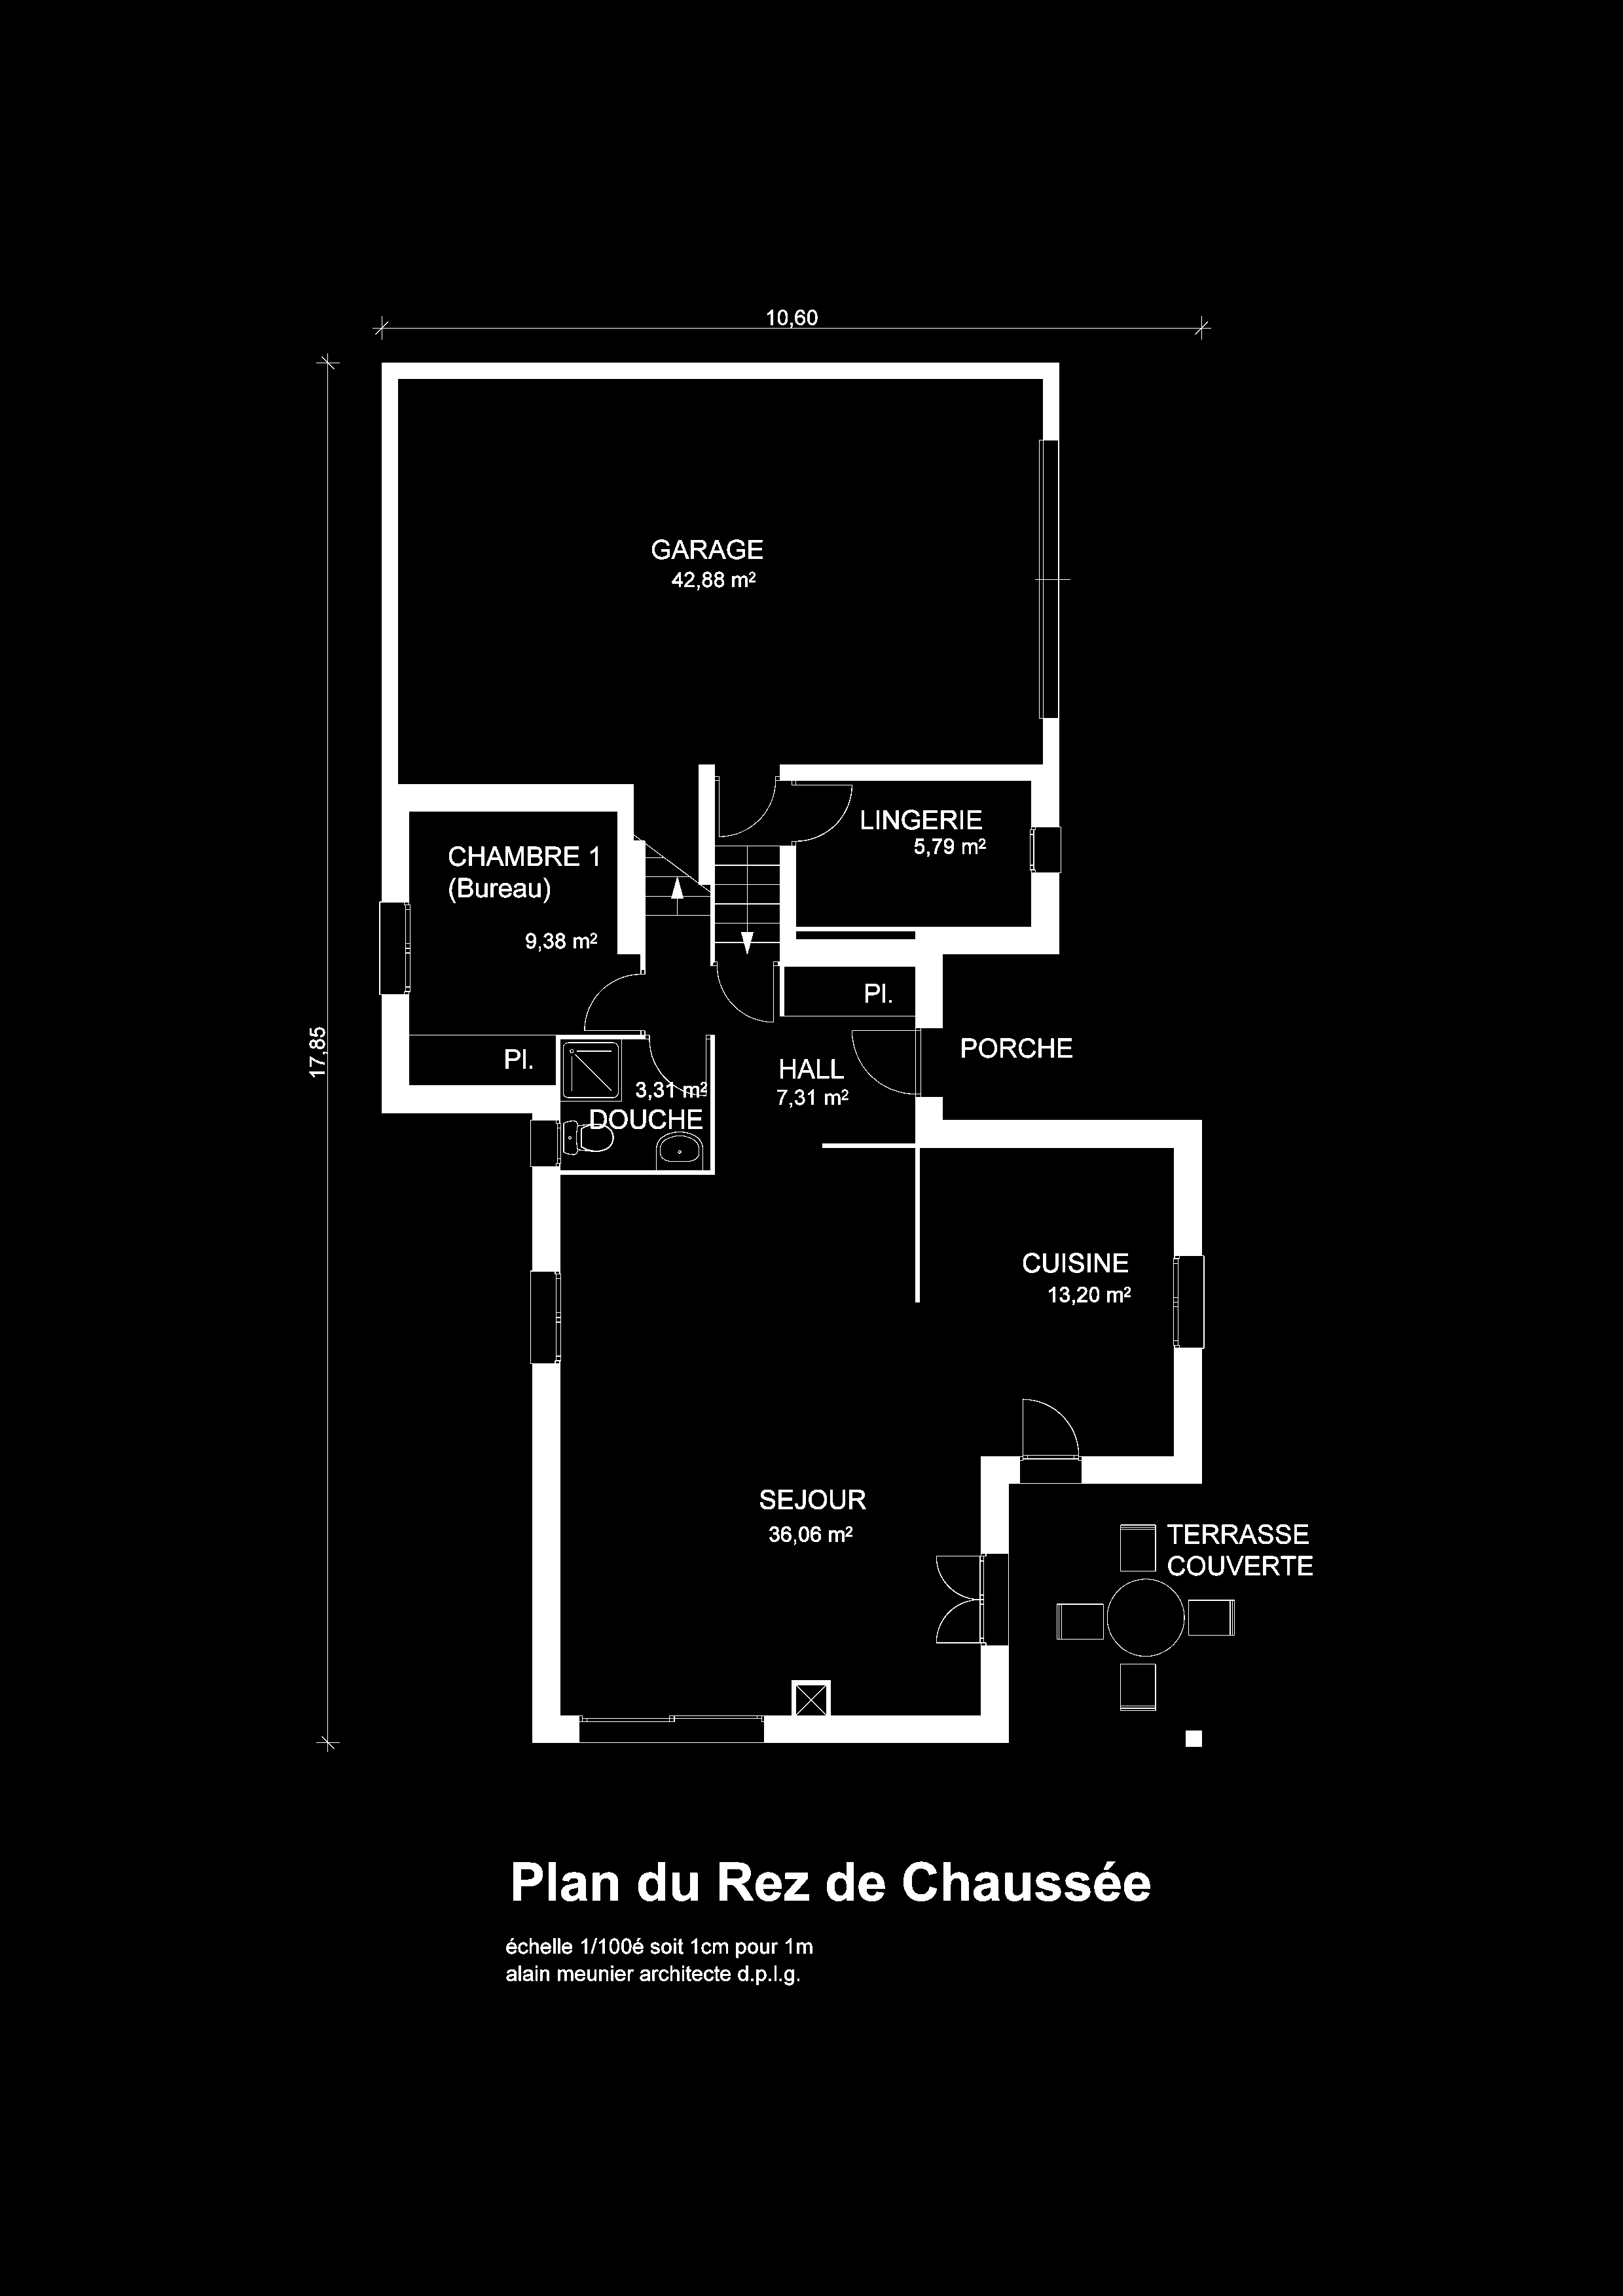 10,60
GARAGE
42,88 m²
LINGERIE
5,79 m²
CHAMBRE 1
(Bureau)
9,38 m²
Pl.
PORCHE
17,85
Pl.
HALL
7,31 m²
3,31 m²
DOUCHE
CUISINE
13,20 m²
SEJOUR
36,06 m²
TERRASSE
COUVERTE
Plan du Rez de Chaussée
échelle 1/100é soit 1cm pour 1m
alain meunier architecte d.p.l.g.